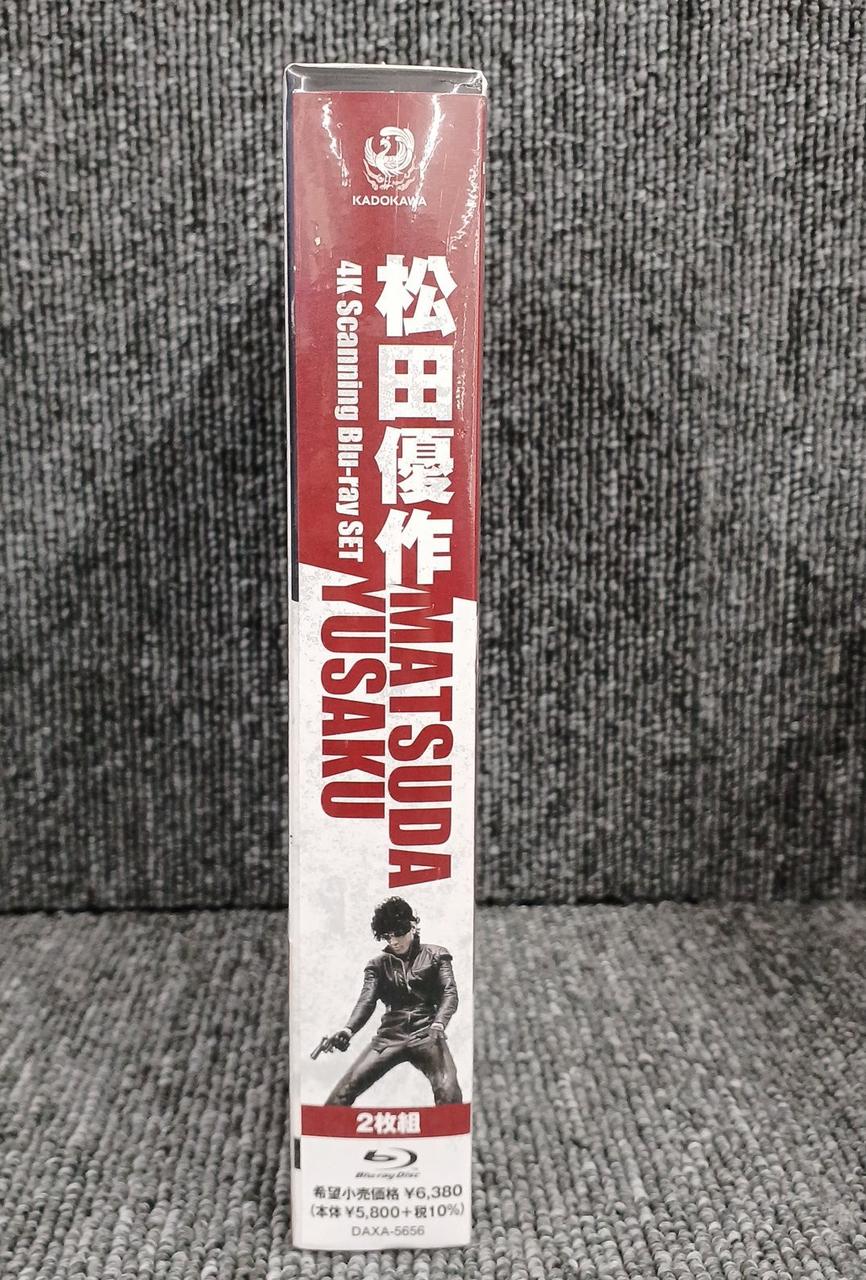 KADOKAWA
松田優作
4K Scanning Blu-ray SET
MATSUDA
YUSAKU
2枚組
Blu-ray Disc
希望小売価格 ¥6,380
(本体 ¥5,800+税10%)
DAXA-5656